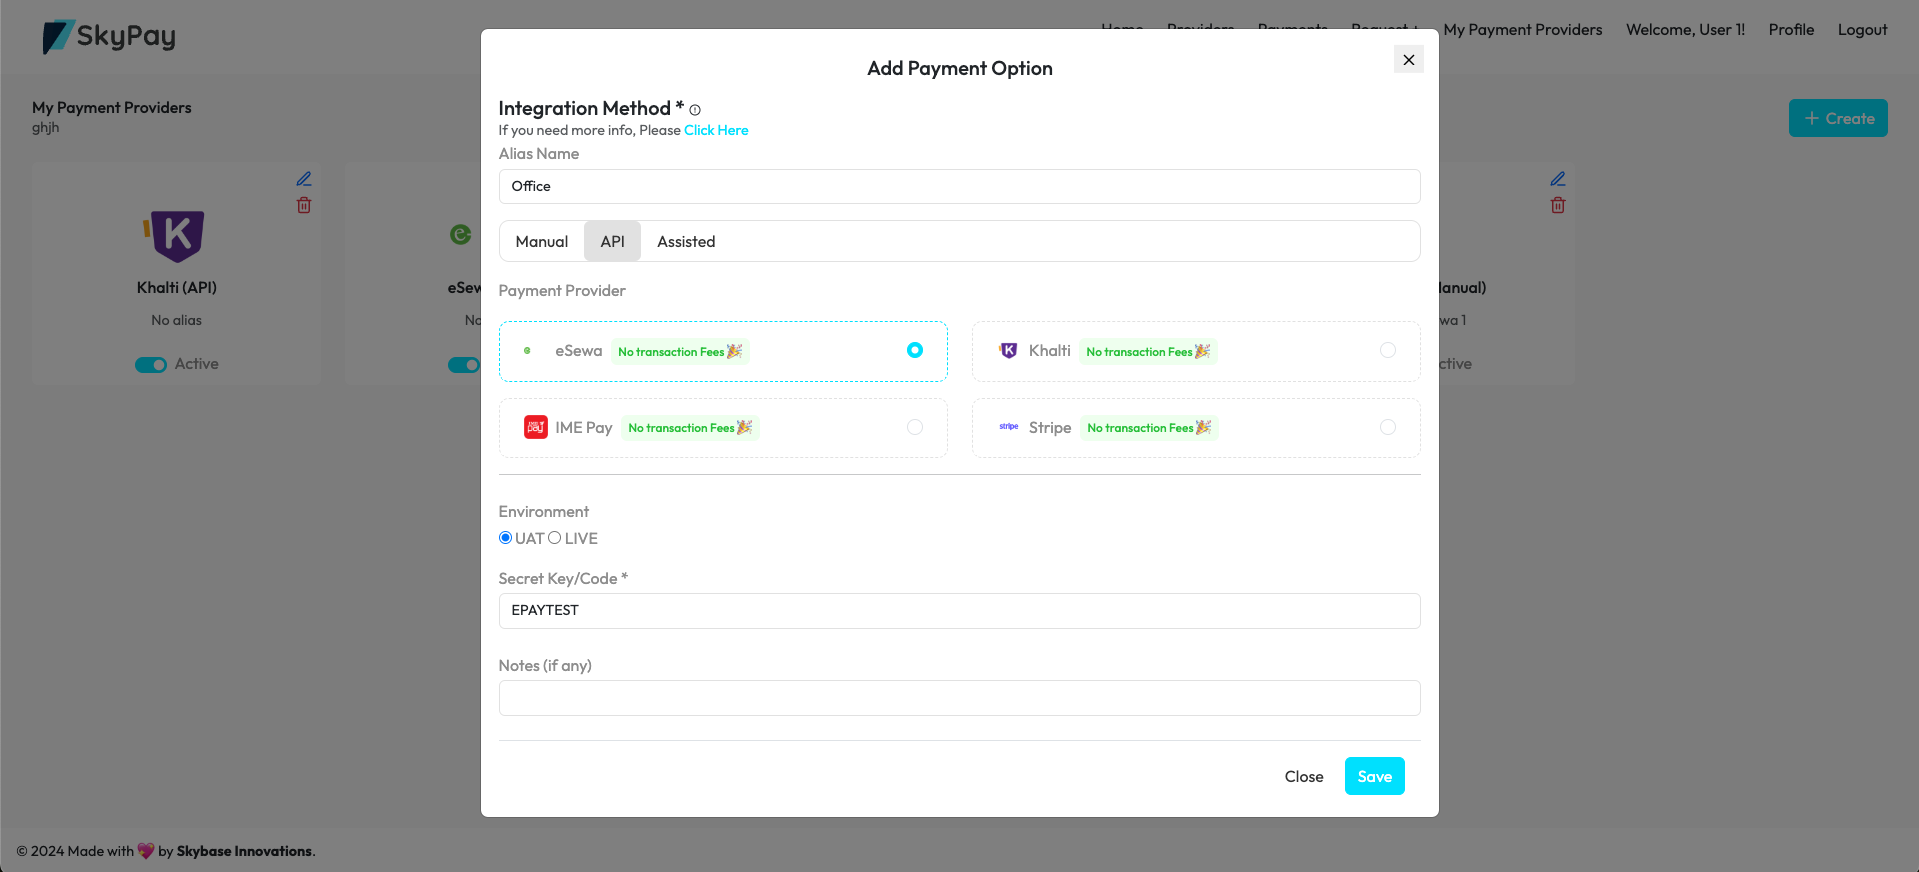 SkyPay
Home Providers Payments Request + My Payment Providers Welcome, User 1! Profile Logout
My Payment Providers
ghjh
+ Create
Khalti (API)
No alias
Active
eSew
No
anual)
wa 1
ctive
Add Payment Option
Integration Method *
If you need more info, Please Click Here
Alias Name
Office
Manual API Assisted
Payment Provider
eSewa No transaction Fees🎉
Khalti No transaction Fees🎉
IME Pay No transaction Fees🎉
stripe Stripe No transaction Fees🎉
Environment
UAT LIVE
Secret Key/Code *
EPAYTEST
Notes (if any)
Close Save
© 2024 Made with 💖 by Skybase Innovations.